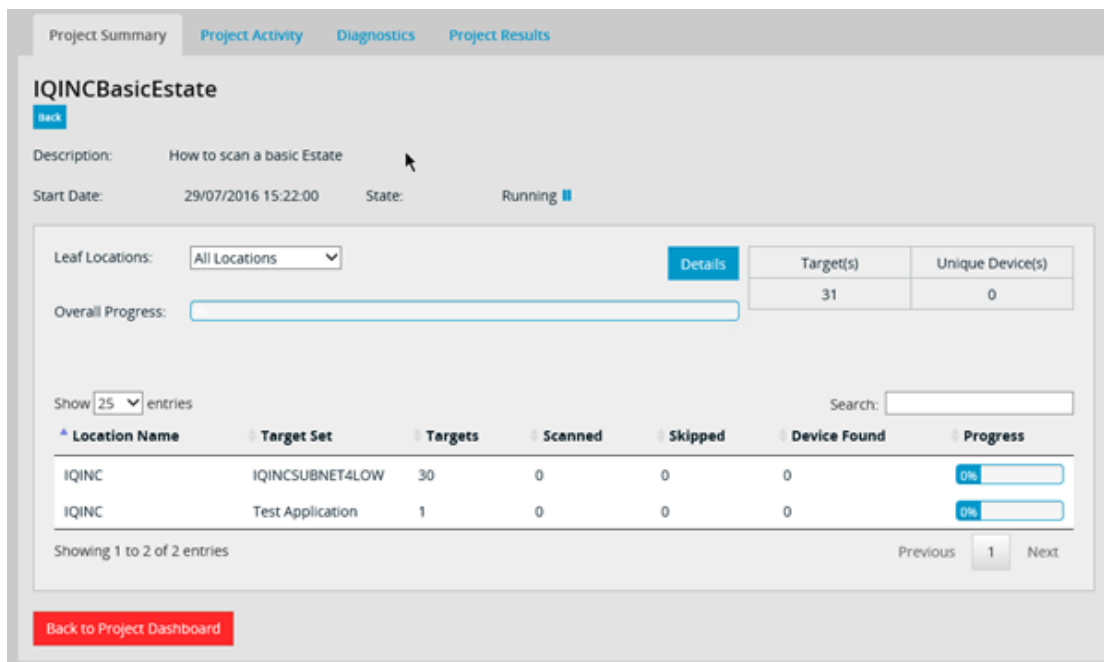 Project Summary Project Activity Diagnostics Project Results
IQINCBasicEstate
Back
Description: How to scan a basic Estate
Start Date: 29/07/2016 15:22:00 State: Running
Leaf Locations: All Locations Details Target(s) Unique Device(s)
31 0
Overall Progress:
Show 25 entries Search:
Location Name Target Set Targets Scanned Skipped Device Found Progress
IQINC IQINCSUBNET4LOW 30 0 0 0 0%
IQINC Test Application 1 0 0 0 0%
Showing 1 to 2 of 2 entries Previous 1 Next
Back to Project Dashboard